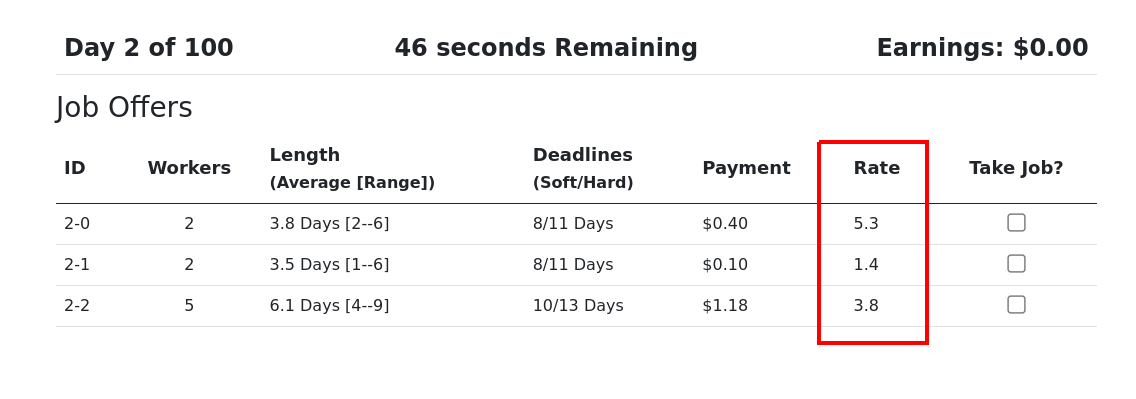 Day 2 of 100 46 seconds Remaining Earnings: $0.00
Job Offers
ID Workers Length (Average [Range]) Deadlines (Soft/Hard) Payment Rate Take Job?
2-0 2 3.8 Days [2--6] 8/11 Days $0.40 5.3
2-1 2 3.5 Days [1--6] 8/11 Days $0.10 1.4
2-2 5 6.1 Days [4--9] 10/13 Days $1.18 3.8